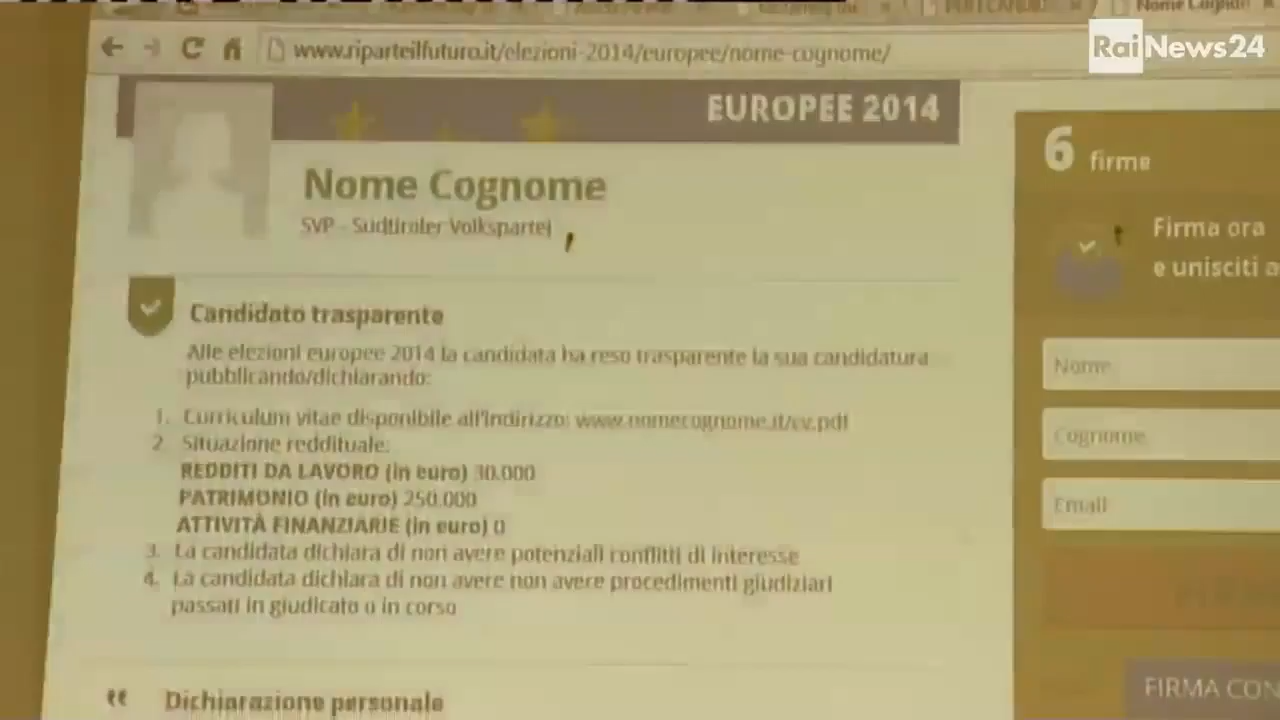 Rai News24
www.riparteilfuturo.it/elezioni-2014/europee/nome-cognome/
EUROPEE 2014
Nome Cognome
SVP - Südtiroler Volkspartei
6 firme
Firma ora
e unisciti a
Candidato trasparente
Alle elezioni europee 2014 la candidata ha reso trasparente la sua candidatura
pubblicando/dichiarando:
1. Curriculum vitae disponibile all'indirizzo: www.nomecognome.it/cv.pdf
2. Situazione reddituale:
REDDITI DA LAVORO (in euro) 30.000
PATRIMONIO (in euro) 250.000
ATTIVITÀ FINANZIARIE (in euro) 0
3. La candidata dichiara di non avere potenziali conflitti di interesse
4. La candidata dichiara di non avere non avere procedimenti giudiziari
passati in giudicato o in corso
Nome
Cognome
Email
FIRMA CON
“ Dichiarazione personale